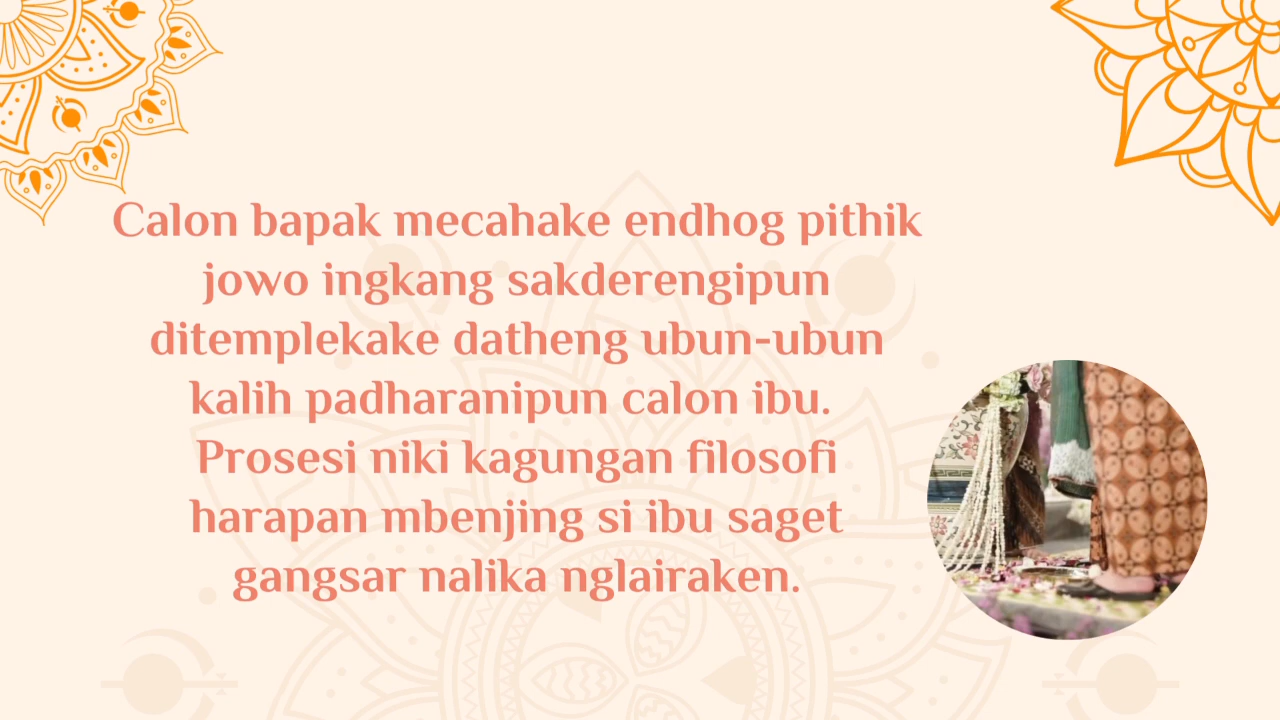 Calon bapak mecahake endhog pithik
jowo ingkang sakderengipun
ditemplekake datheng ubun-ubun
kalih padharanipun calon ibu.
Prosesi niki kagungan filosofi
harapan mbenjing si ibu saget
gangsar nalika nglairaken.